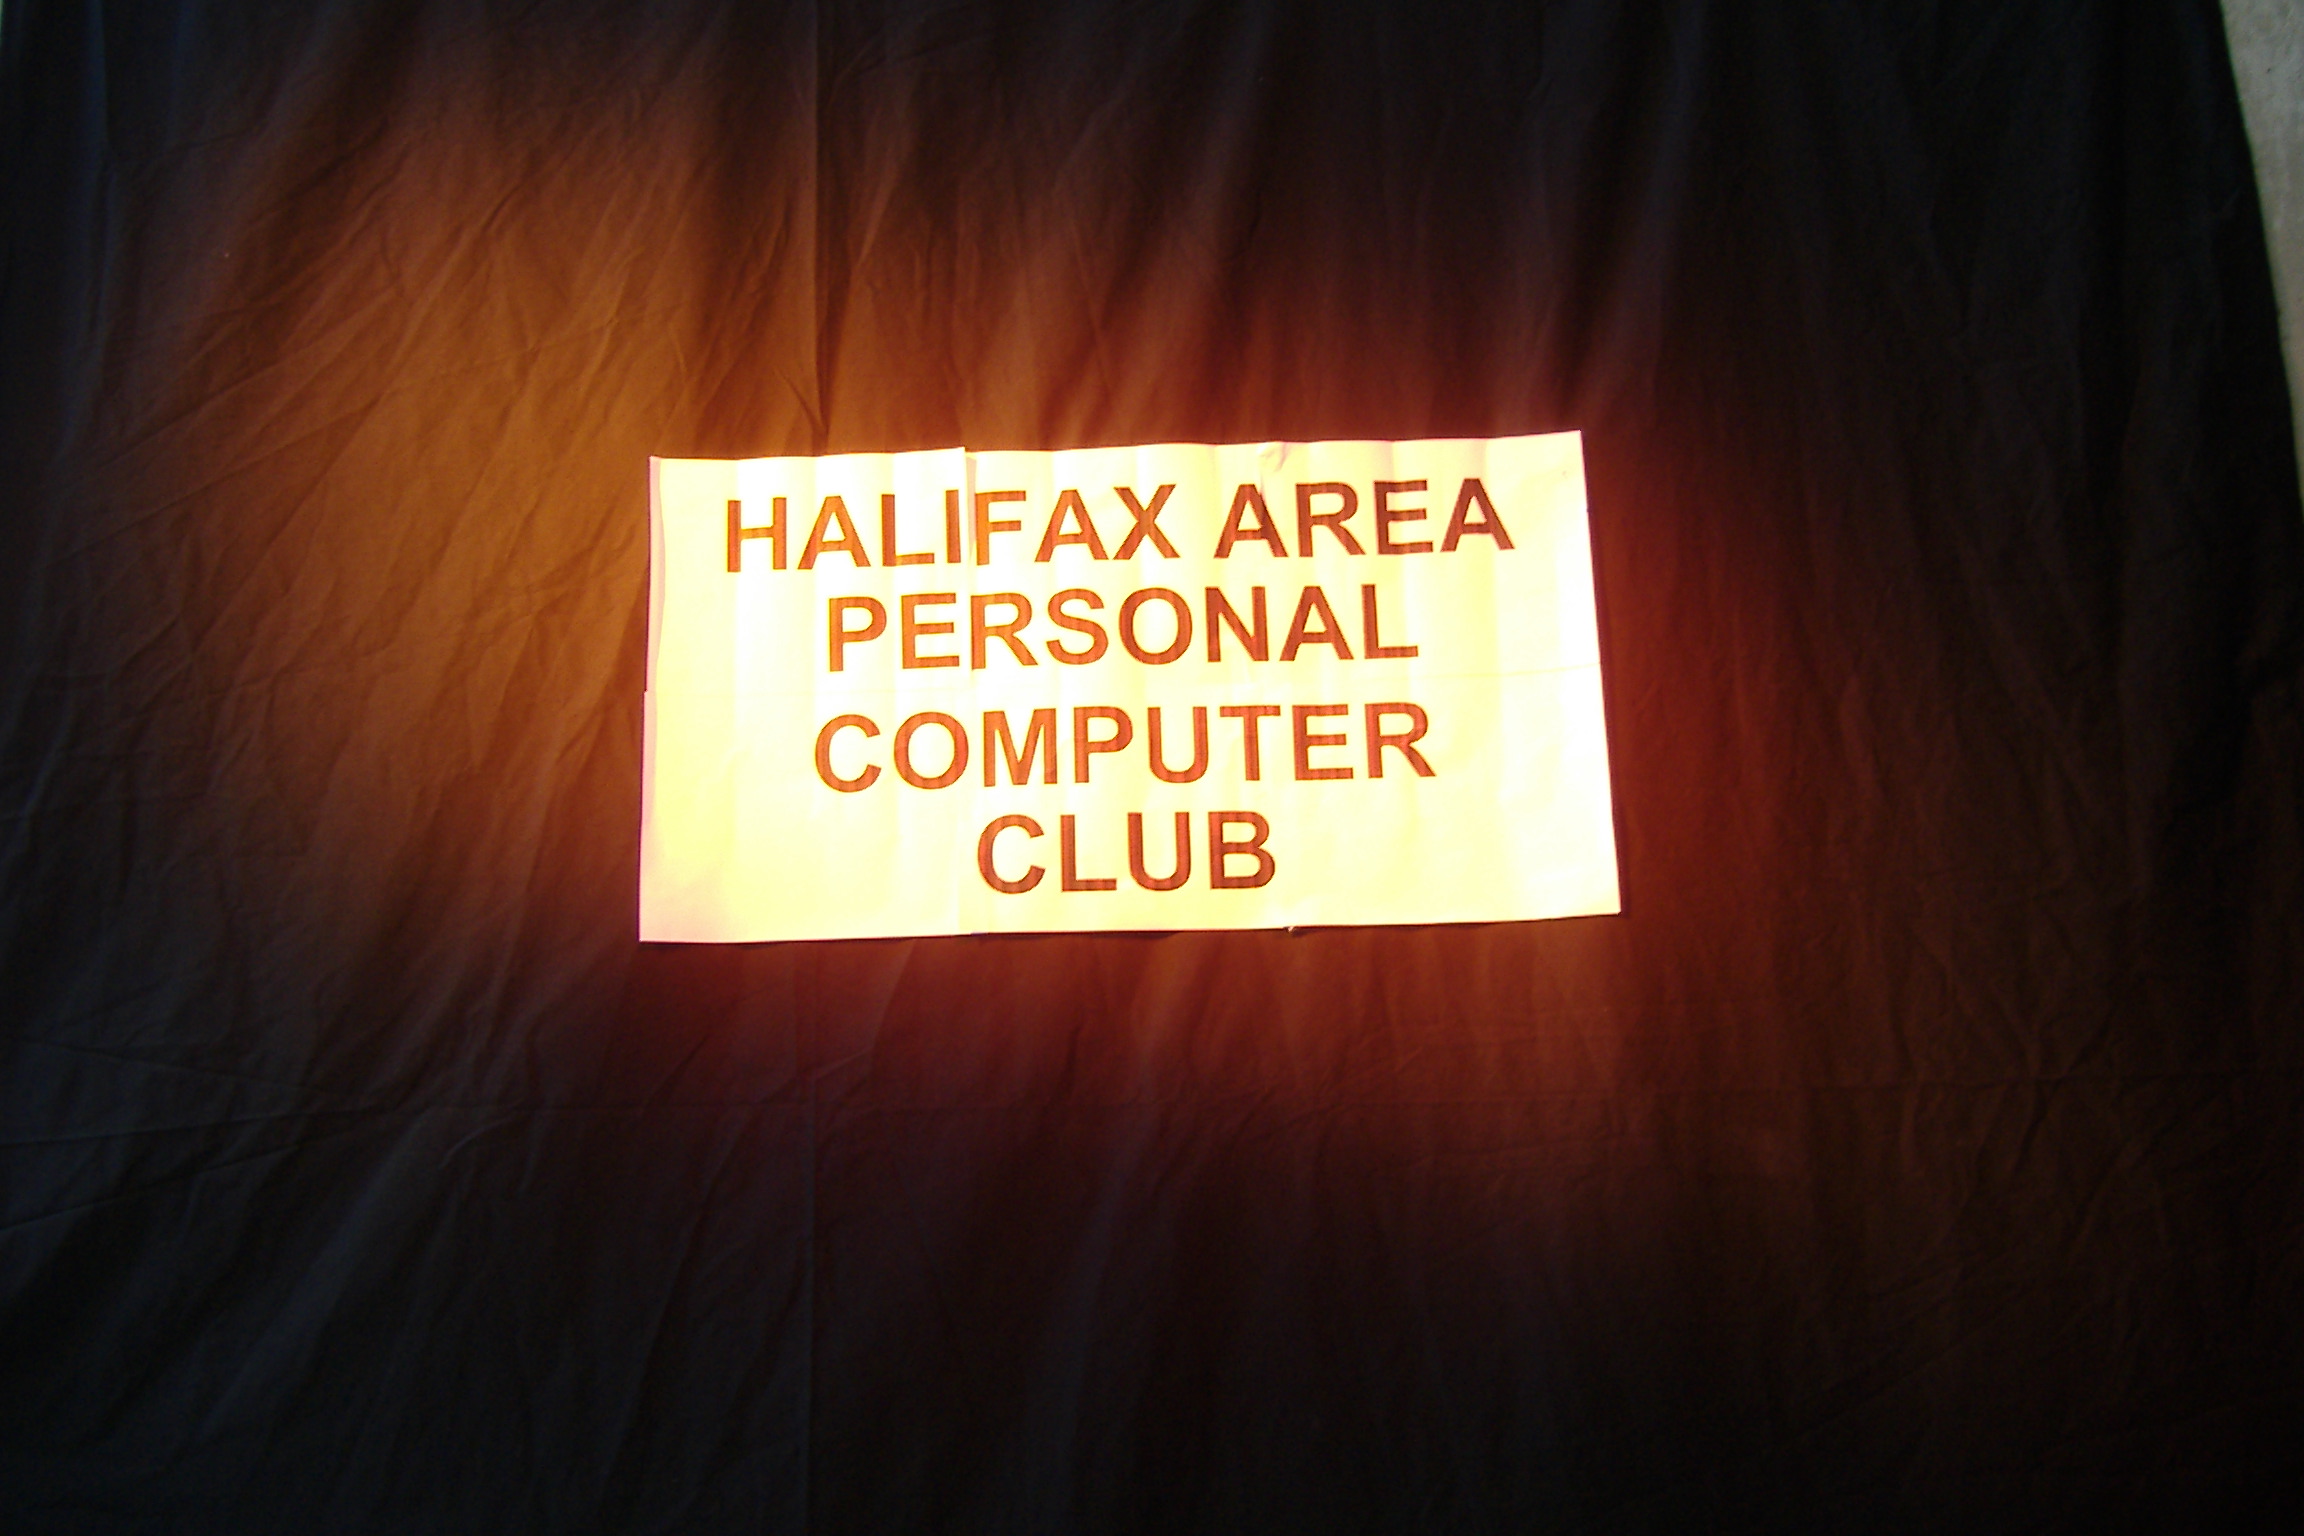 HALIFAX AREA
PERSONAL
COMPUTER
CLUB